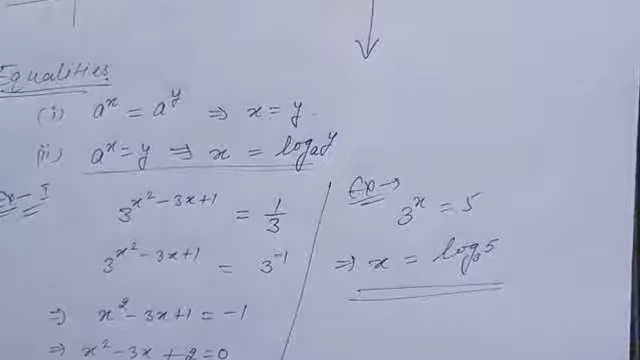 Equalities
(i) a^x = a^y ⇒ x = y.
(ii) a^x = y ⇒ x = log_a y
Ex-I
3^(x²-3x+1) = 1/3
3^(x²-3x+1) = 3^-1
⇒ x²-3x+1 = -1
⇒ x²-3x+2=0
Ex→
3^x = 5
⇒ x = log_3 5